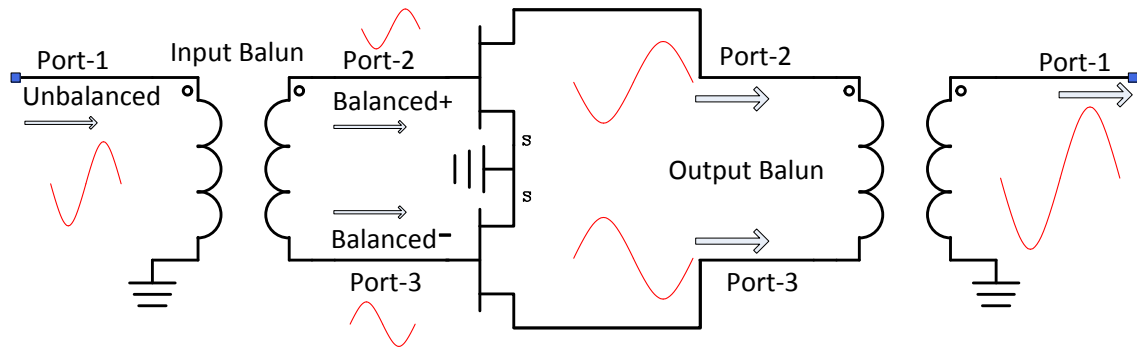 Port-1
Input Balun
Port-2
Port-2
Port-1
Unbalanced
Balanced+
S
Output Balun
S
Balanced-
Port-3
Port-3